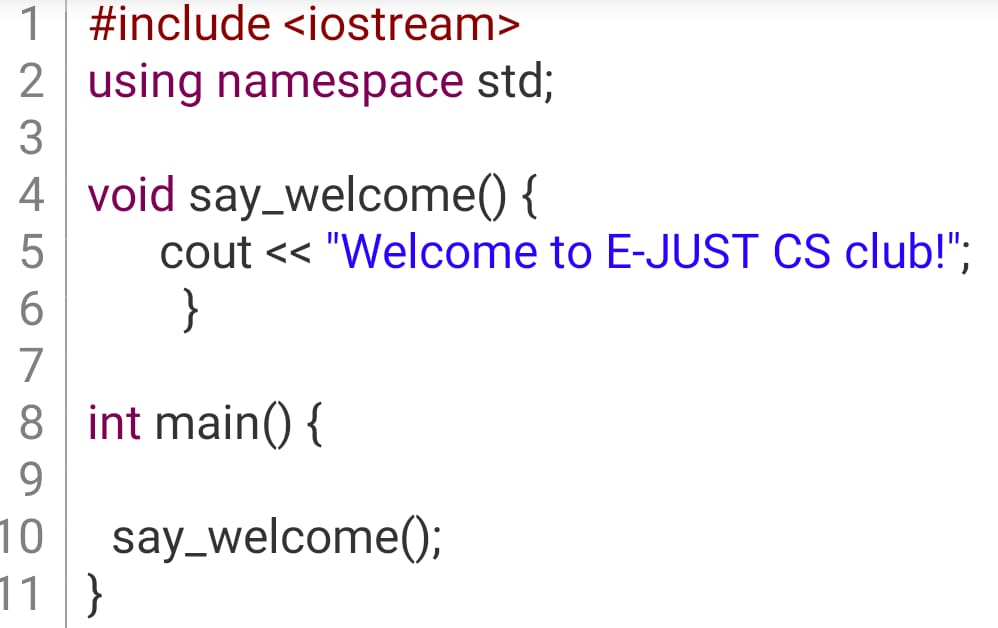 1 #include <iostream>
2 using namespace std;
3
4 void say_welcome() {
5 cout << "Welcome to E-JUST CS club!";
6 }
7
8 int main() {
9
10 say_welcome();
11 }